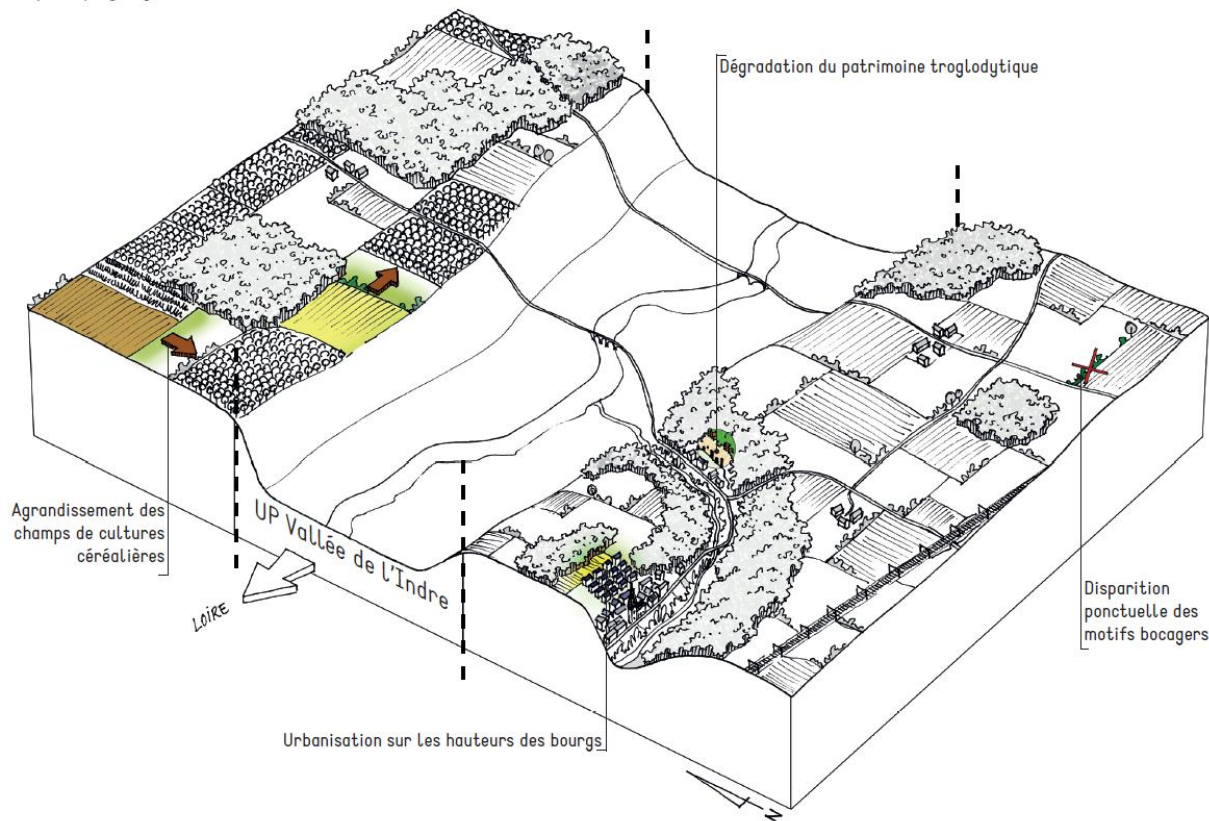 Dégradation du patrimoine troglodytique
Agrandissement des
champs de cultures
céréalières
UP Vallée de l'Indre
LOIRE
Disparition
ponctuelle des
motifs bocagers
Urbanisation sur les hauteurs des bourgs
N